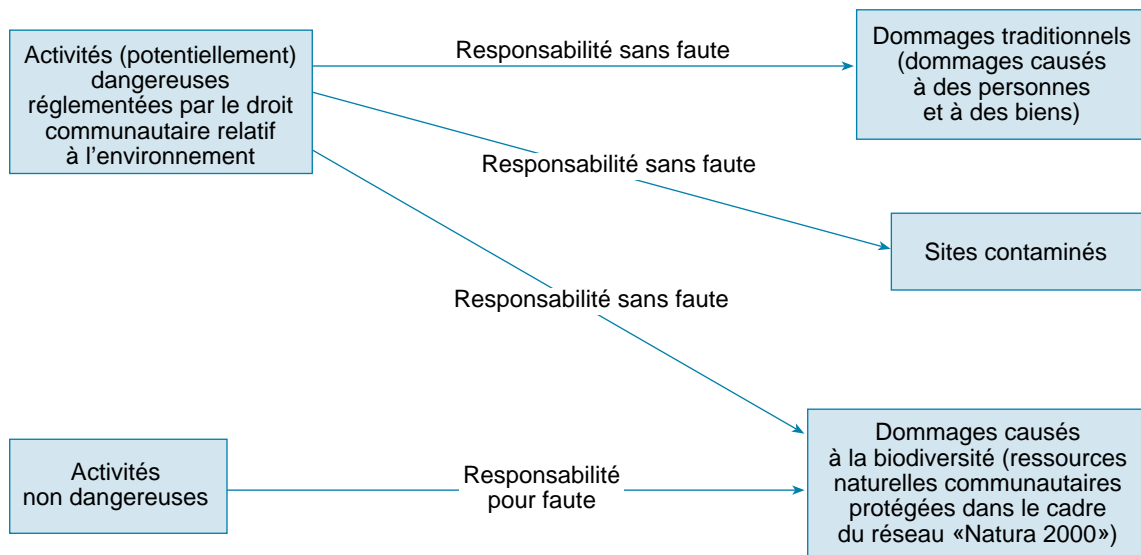 Activités (potentiellement)
dangereuses
réglementées par le droit
communautaire relatif
à l’environnement
Responsabilité sans faute
Dommages traditionnels
(dommages causés
à des personnes
et à des biens)
Responsabilité sans faute
Sites contaminés
Responsabilité sans faute
Activités
non dangereuses
Responsabilité
pour faute
Dommages causés
à la biodiversité (ressources
naturelles communautaires
protégées dans le cadre
du réseau «Natura 2000»)